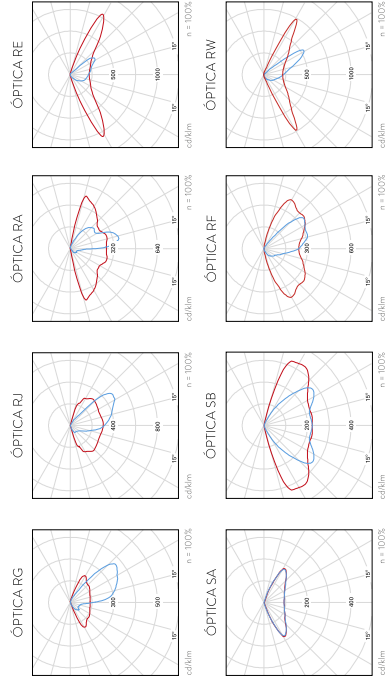 ÓPTICA RG
300
500
15° 15°
cd/klm n = 100%
ÓPTICA RJ
400
800
15° 15°
cd/klm n = 100%
ÓPTICA RA
320
640
15° 15°
cd/klm n = 100%
ÓPTICA RE
500
1000
15° 15°
cd/klm n = 100%
ÓPTICA SA
200
400
15° 15°
cd/klm n = 100%
ÓPTICA SB
200
400
15° 15°
cd/klm n = 100%
ÓPTICA RF
300
600
15° 15°
cd/klm n = 100%
ÓPTICA RW
500
1000
15° 15°
cd/klm n = 100%